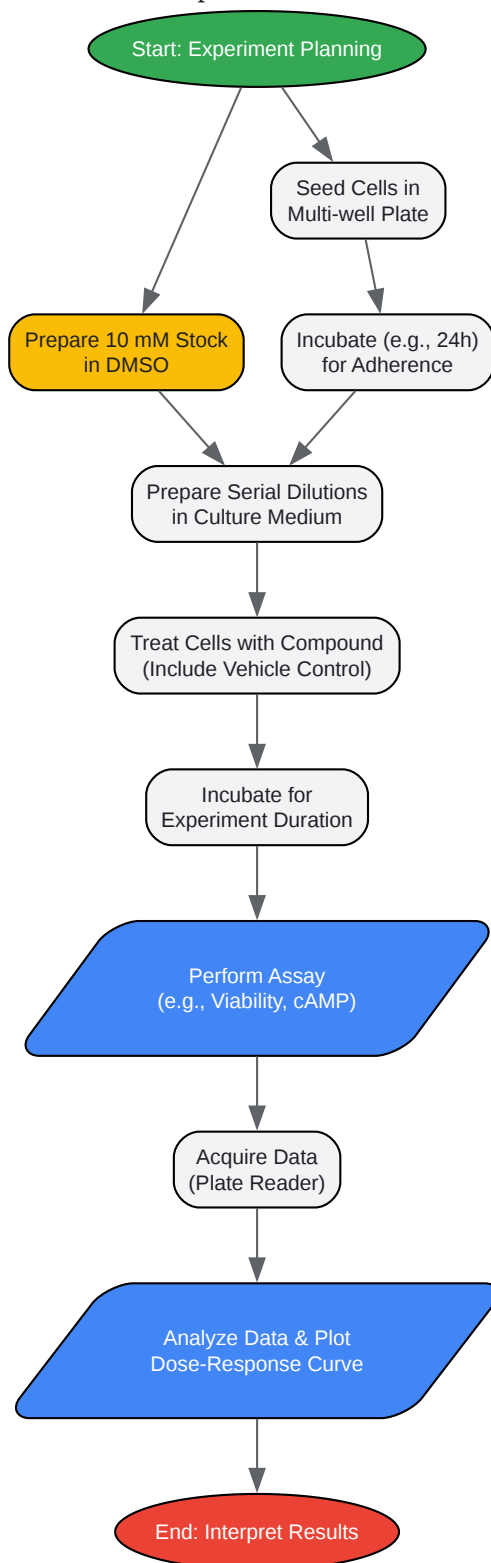 Start: Experiment Planning
Seed Cells in
Multi-well Plate
Prepare 10 mM Stock
in DMSO
Incubate (e.g., 24h)
for Adherence
Prepare Serial Dilutions
in Culture Medium
Treat Cells with Compound
(Include Vehicle Control)
Incubate for
Experiment Duration
Perform Assay
(e.g., Viability, cAMP)
Acquire Data
(Plate Reader)
Analyze Data & Plot
Dose-Response Curve
End: Interpret Results